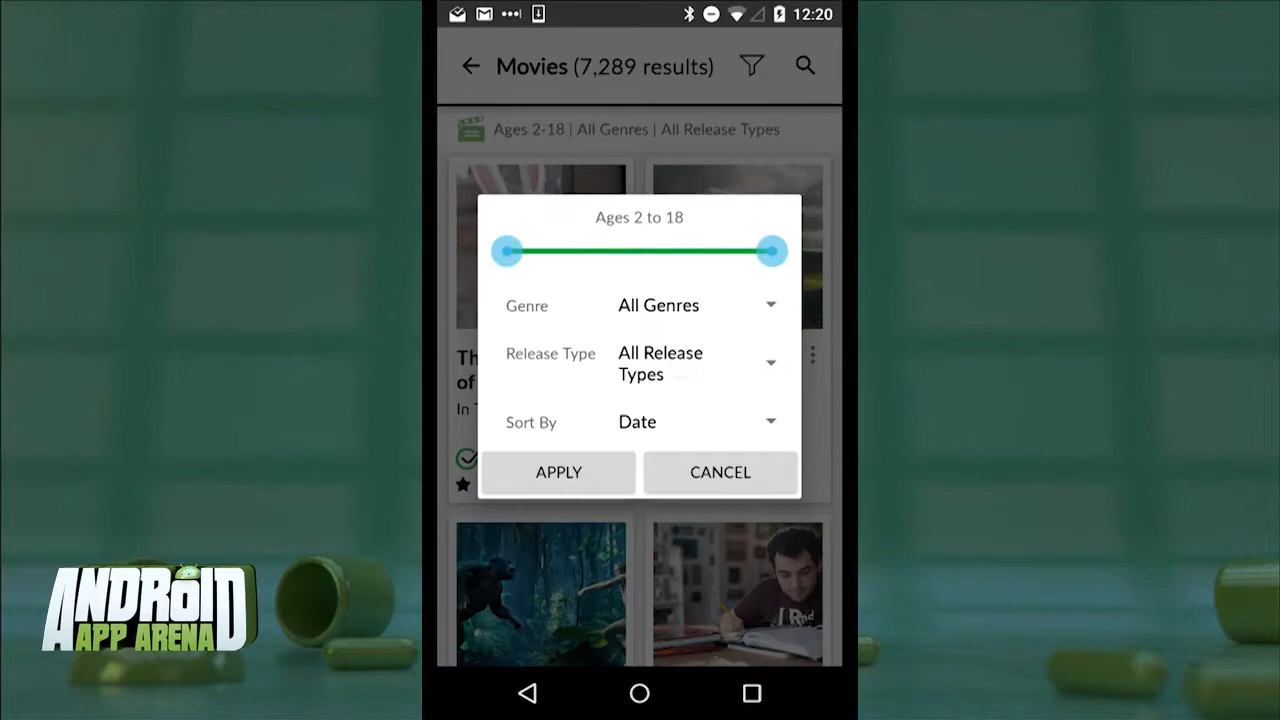 12:20
Movies (7,289 results)
Ages 2-18 | All Genres | All Release Types
Ages 2 to 18
Genre All Genres
Release Type All Release
Types
Sort By Date
Th
of
In T
APPLY CANCEL
ANDROID
APP ARENA